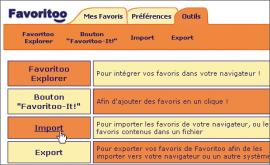 Favoritoo
Mes Favoris
Préférences
Outils
Favoritoo Explorer
Bouton "Favoritoo-It!"
Import
Export
Favoritoo
Explorer
Pour intégrer vos favoris dans votre navigateur !
Bouton
"Favoritoo-It!"
Afin d'ajouter des favoris en un clique !
Import
Pour importer les favoris de votre navigateur, ou le
favoris contenus dans un fichier
Export
Pour exporter vos favoris de Favoritoo afin de les
importer vers votre navigateur ou un autre systèm